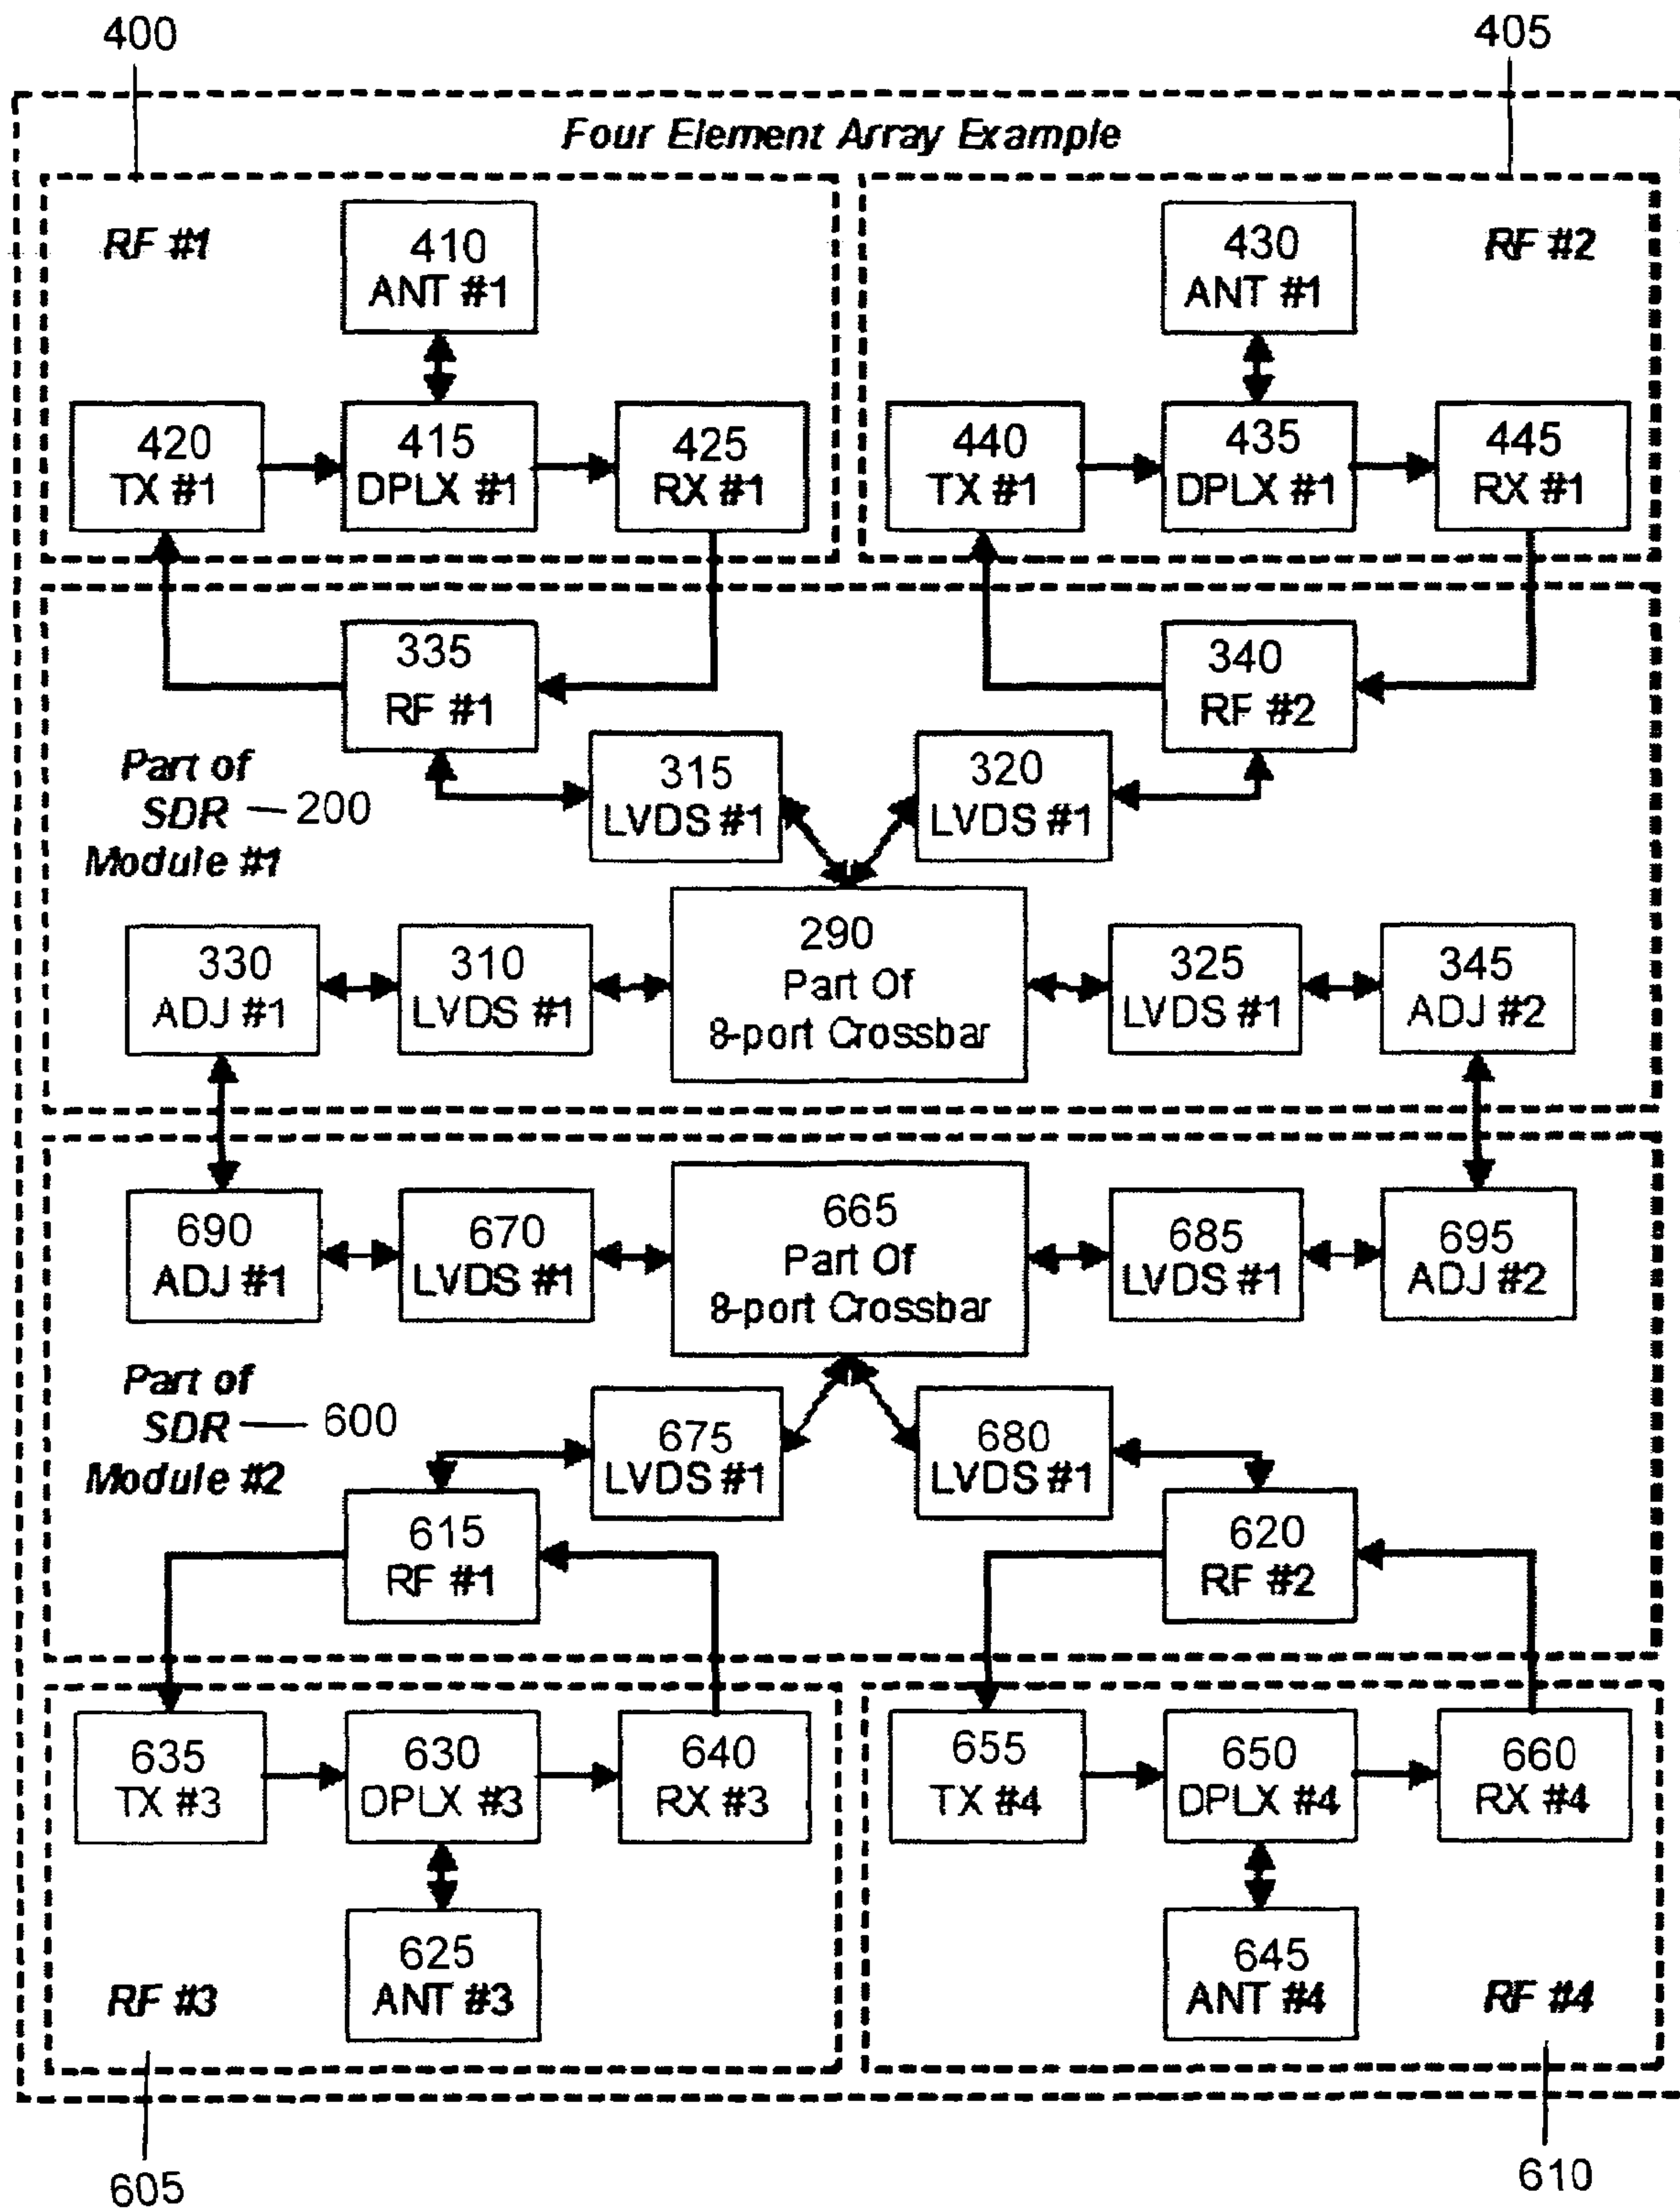 400
405
Four Element Array Example
RF #1
410
ANT #1
430
ANT #1
RF #2
420
TX #1
415
DPLX #1
425
RX #1
440
TX #1
435
DPLX #1
445
RX #1
335
RF #1
340
RF #2
Part of
SDR
Module #1
200
315
LVDS #1
320
LVDS #1
330
ADJ #1
310
LVDS #1
290
Part Of
8-port Crossbar
325
LVDS #1
345
ADJ #2
690
ADJ #1
670
LVDS #1
665
Part Of
8-port Crossbar
685
LVDS #1
695
ADJ #2
Part of
SDR
Module #2
600
675
LVDS #1
680
LVDS #1
615
RF #1
620
RF #2
635
TX #3
630
DPLX #3
640
RX #3
655
TX #4
650
DPLX #4
660
RX #4
RF #3
625
ANT #3
645
ANT #4
RF #4
605
610